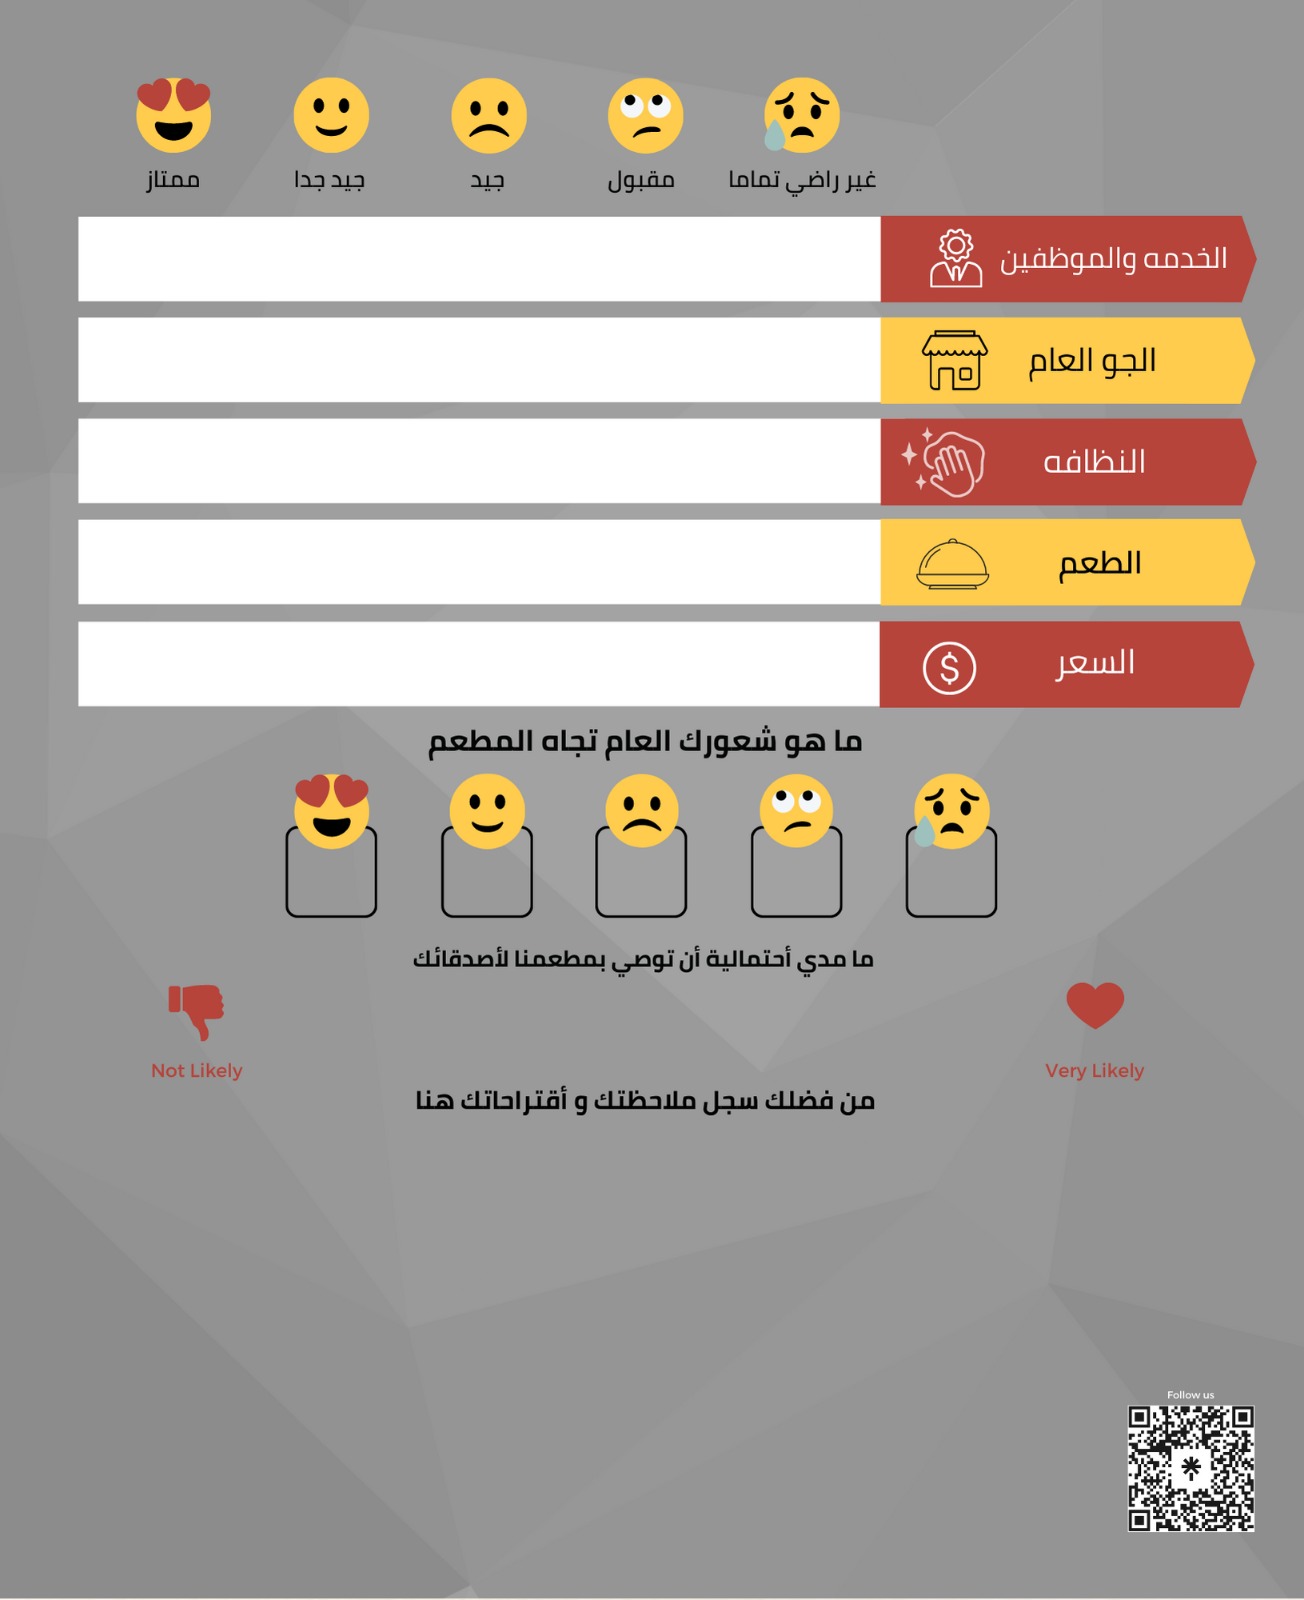 غير راضي تماما مقبول جيد جيد جدا ممتاز
الخدمه والموظفين
الجو العام
النظافه
الطعم
السعر
ما هو شعورك العام تجاه المطعم
ما مدي أحتمالية أن توصي بمطعمنا لأصدقائك
Not Likely Very Likely
من فضلك سجل ملاحظتك و أقتراحاتك هنا
Follow us